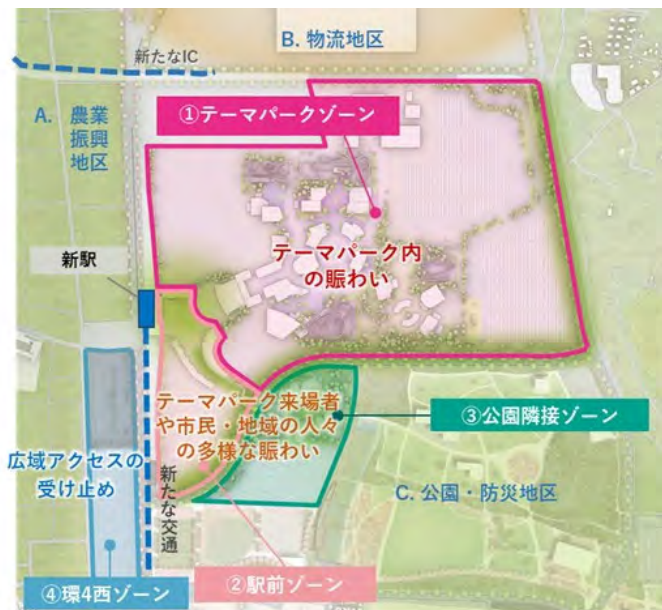 新たなIC
B. 物流地区
A. 農業
振興
地区
①テーマパークゾーン
テーマパーク内
の賑わい
新駅
テーマパーク来場者
や市民・地域の人々
の多様な賑わい
③公園隣接ゾーン
広域アクセスの
受け止め
新たな交通
C. 公園・防災地区
②駅前ゾーン
④環4西ゾーン